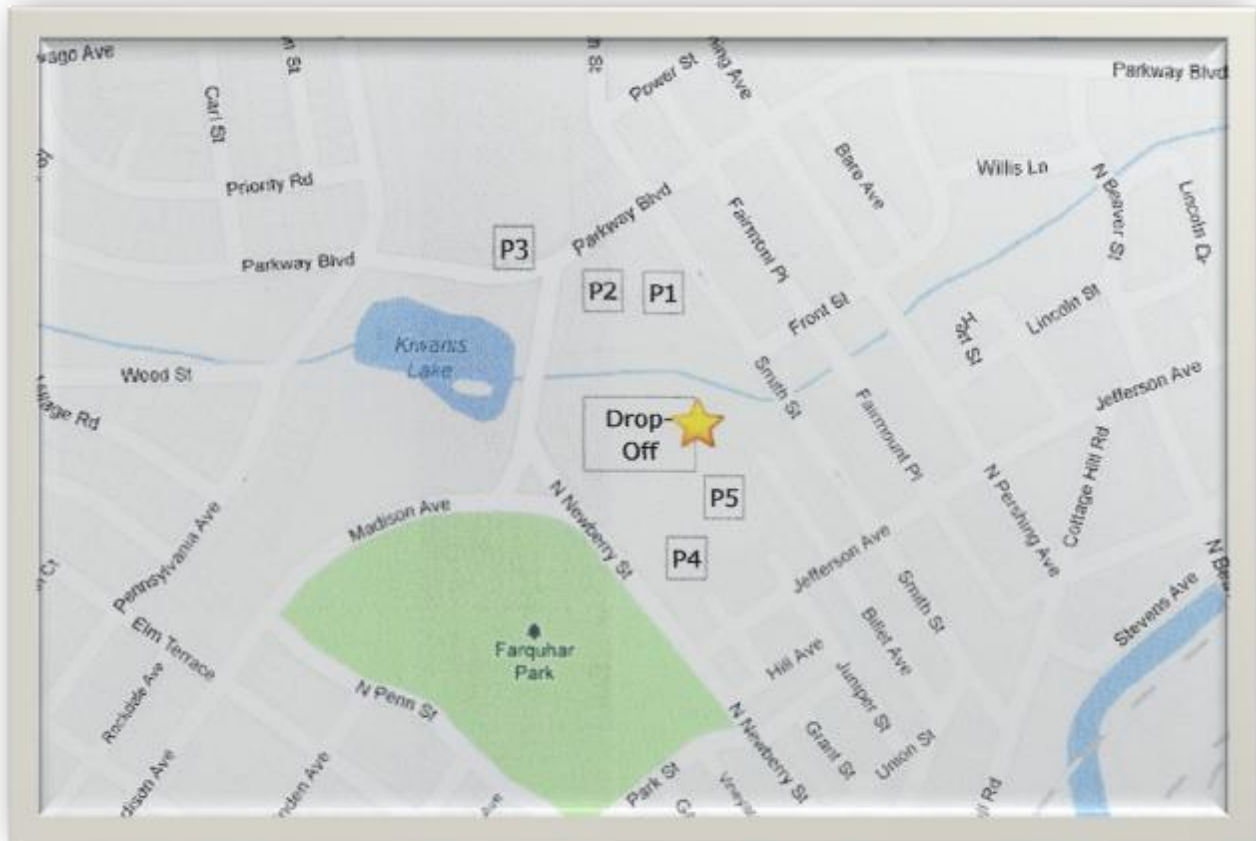 Parkway Blvd
Power St
Carl St
Bare Ave
Willis Ln
Priority Rd
N Beaver St
Lincoln Dr
Parkway Blvd
Fairmont Pl
P3
Parkway Blvd
P2
P1
Front St
Lincoln St
Hart St
Kiwanis
Lake
Wood St
Smith St
Jefferson Ave
Drop-
Off
Fairmount Pl
Cottage Hill Rd
P5
N Pershing Ave
Madison Ave
N Newberry St
P4
Jefferson Ave
Pennsylvania Ave
Smith St
Stevens Ave
Elm Terrace
Farquhar
Park
Billet Ave
Hill Ave
Rockdale Ave
N Penn St
Juniper St
N Newberry St
Grant St
Union St
Park St